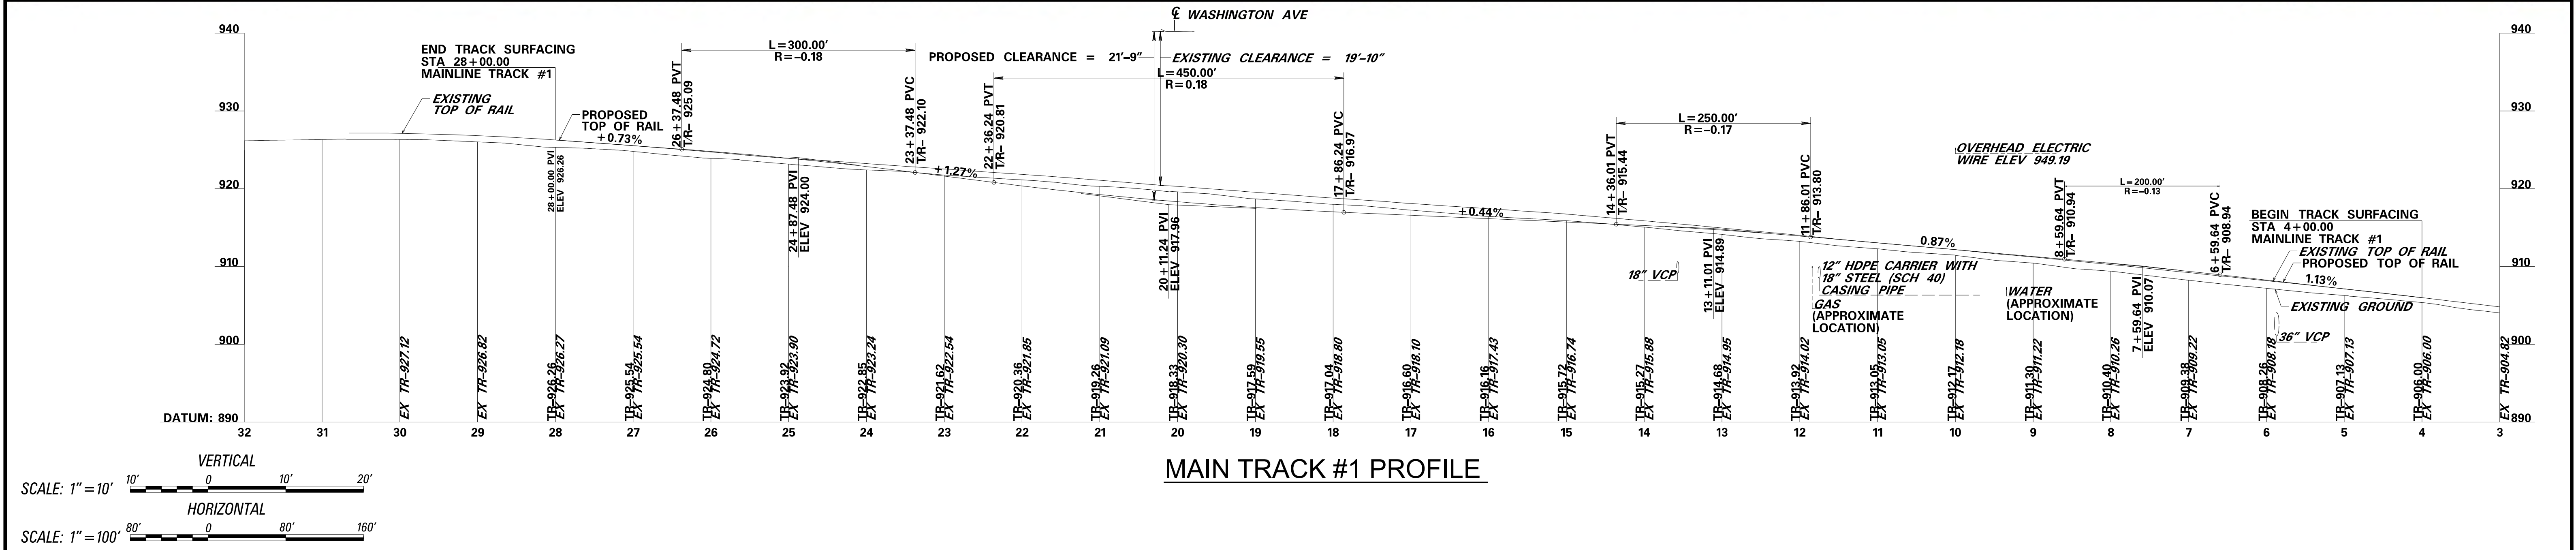 ℄ WASHINGTON AVE
940
940
END TRACK SURFACING
STA 28+00.00
MAINLINE TRACK #1
L=300.00'
R=-0.18
PROPOSED CLEARANCE = 21'-9"
EXISTING CLEARANCE = 19'-10"
L=450.00'
R=0.18
EXISTING
TOP OF RAIL
PROPOSED
TOP OF RAIL
+0.73%
26+37.48 PVT
T/R- 925.09
23+37.48 PVC
T/R- 922.10
22+36.24 PVT
T/R- 920.81
17+86.24 PVC
T/R- 916.97
930
930
L=250.00'
R=-0.17
14+36.01 PVT
T/R- 915.44
11+86.01 PVC
T/R- 913.80
OVERHEAD ELECTRIC
WIRE ELEV 949.19
L=200.00'
R=-0.13
8+59.64 PVT
T/R- 910.94
6+59.64 PVC
T/R- 908.94
920
920
28+00.00 PVI
ELEV 926.26
24+87.48 PVI
ELEV 924.00
+1.27%
20+11.24 PVI
ELEV 917.96
+0.44%
13+11.01 PVI
ELEV 914.89
0.87%
7+59.64 PVI
ELEV 910.07
BEGIN TRACK SURFACING
STA 4+00.00
MAINLINE TRACK #1
EXISTING TOP OF RAIL
PROPOSED TOP OF RAIL
1.13%
910
910
18" VCP
12" HDPE CARRIER WITH
18" STEEL (SCH 40)
CASING PIPE
GAS
(APPROXIMATE
LOCATION)
WATER
(APPROXIMATE
LOCATION)
EXISTING GROUND
36" VCP
900
900
EX TR-927.12
EX TR-926.82
TR-926.26
EX TR-926.27
TR-925.54
EX TR-925.54
TR-924.80
EX TR-924.72
TR-923.92
EX TR-923.90
TR-922.85
EX TR-923.24
TR-921.62
EX TR-922.54
TR-920.36
EX TR-921.85
TR-919.26
EX TR-921.09
TR-918.33
EX TR-920.30
TR-917.59
EX TR-919.55
TR-917.04
EX TR-918.80
TR-916.60
EX TR-918.10
TR-916.16
EX TR-917.43
TR-915.72
EX TR-916.74
TR-915.27
EX TR-915.88
TR-914.68
EX TR-914.95
TR-913.92
EX TR-914.02
TR-913.05
EX TR-913.05
TR-912.17
EX TR-912.18
TR-911.30
EX TR-911.22
TR-910.40
EX TR-910.26
TR-909.38
EX TR-909.22
TR-908.26
EX TR-908.18
TR-907.13
EX TR-907.13
TR-906.00
EX TR-906.00
EX TR-904.82
DATUM: 890
890
32 31 30 29 28 27 26 25 24 23 22 21 20 19 18 17 16 15 14 13 12 11 10 9 8 7 6 5 4 3
MAIN TRACK #1 PROFILE
VERTICAL
SCALE: 1"=10' 10' 0 10' 20'
HORIZONTAL
SCALE: 1"=100' 80' 0 80' 160'